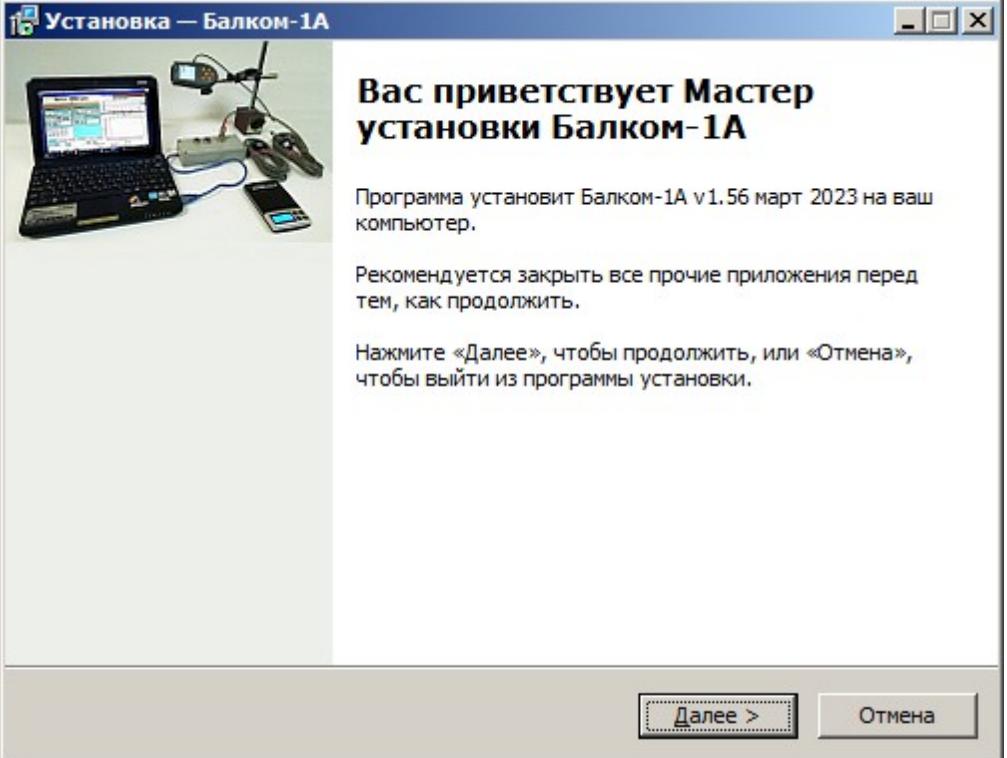 Установка — Балком-1А
Вас приветствует Мастер
установки Балком-1А
Программа установит Балком-1А v1.56 март 2023 на ваш
компьютер.
Рекомендуется закрыть все прочие приложения перед
тем, как продолжить.
Нажмите «Далее», чтобы продолжить, или «Отмена»,
чтобы выйти из программы установки.
Далее >
Отмена